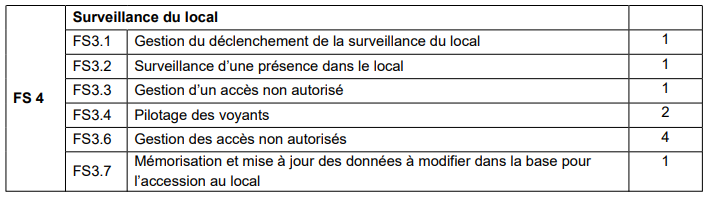 Surveillance du local
FS3.1 Gestion du déclenchement de la surveillance du local 1
FS3.2 Surveillance d'une présence dans le local 1
FS3.3 Gestion d'un accès non autorisé 1
FS 4
FS3.4 Pilotage des voyants 2
FS3.6 Gestion des accès non autorisés 4
FS3.7 Mémorisation et mise à jour des données à modifier dans la base pour 1
l'accession au local